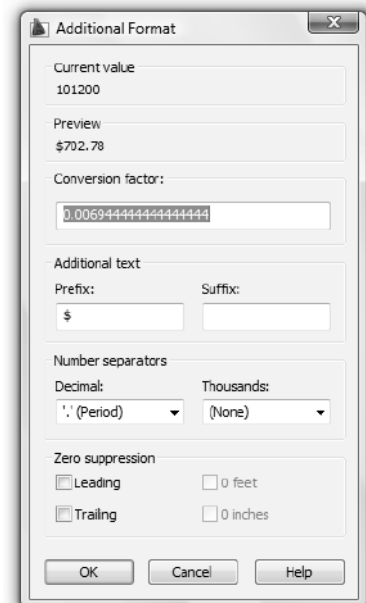 Additional Format
Current value
101200
Preview
$702.78
Conversion factor:
0.006944444444444444
Additional text
Prefix: Suffix:
$
Number separators
Decimal: Thousands:
'.' (Period) (None)
Zero suppression
Leading 0 feet
Trailing 0 inches
OK Cancel Help